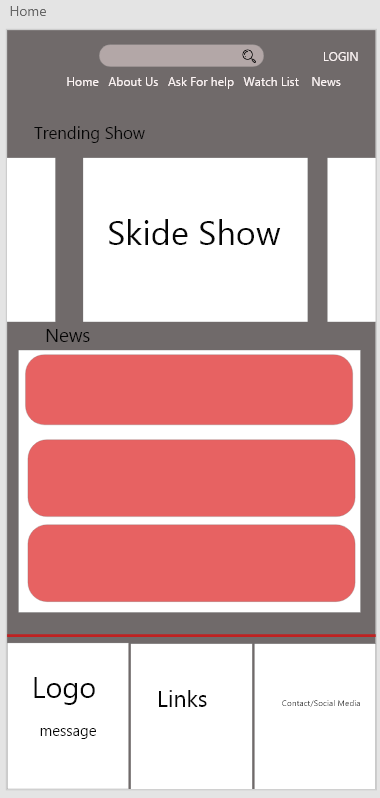 Home
LOGIN
Home About Us Ask For help Watch List News
Trending Show
Skide Show
News
Logo
message
Links
Contact/Social Media